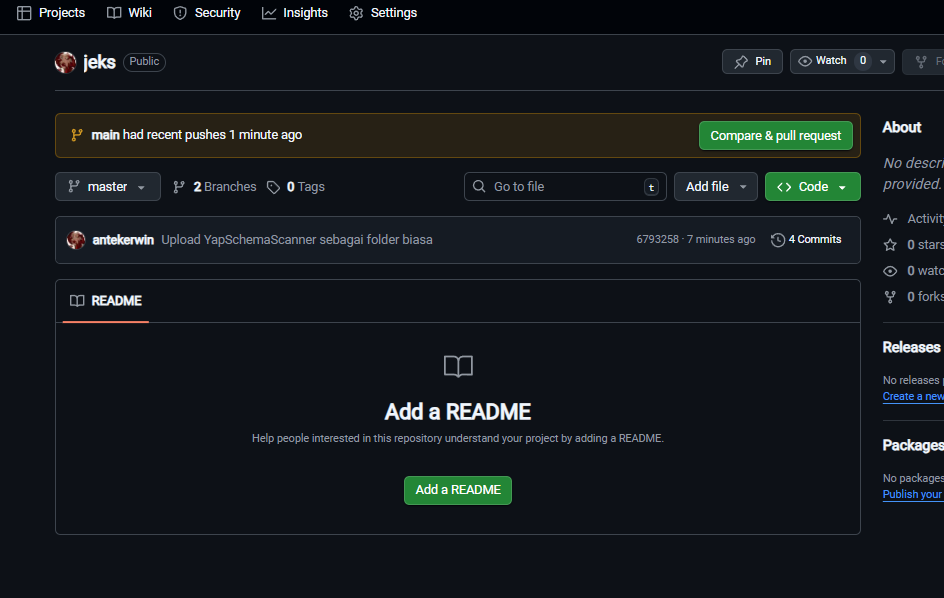 Projects Wiki Security Insights Settings
jeks Public Pin Watch 0 Fo
main had recent pushes 1 minute ago Compare & pull request
About
No descri
provided.
master 2 Branches 0 Tags Go to file t Add file Code
antekerwin Upload YapSchemaScanner sebagai folder biasa 6793258 · 7 minutes ago 4 Commits
Activity
0 stars
0 watc
0 forks
README
Add a README
Help people interested in this repository understand your project by adding a README.
Add a README
Releases
No releases p
Create a new
Packages
No packages
Publish your